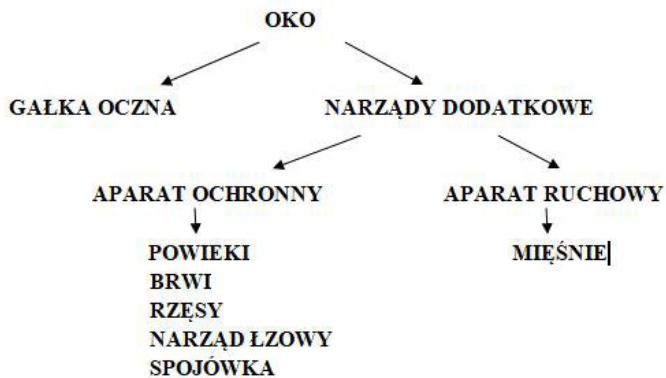 OKO
GAŁKA OCZNA
NARZĄDY DODATKOWE
APARAT OCHRONNY
APARAT RUCHOWY
POWIEKI
MIĘŚNIE
BRWI
RZĘSY
NARZĄD ŁZOWY
SPOJÓWKA